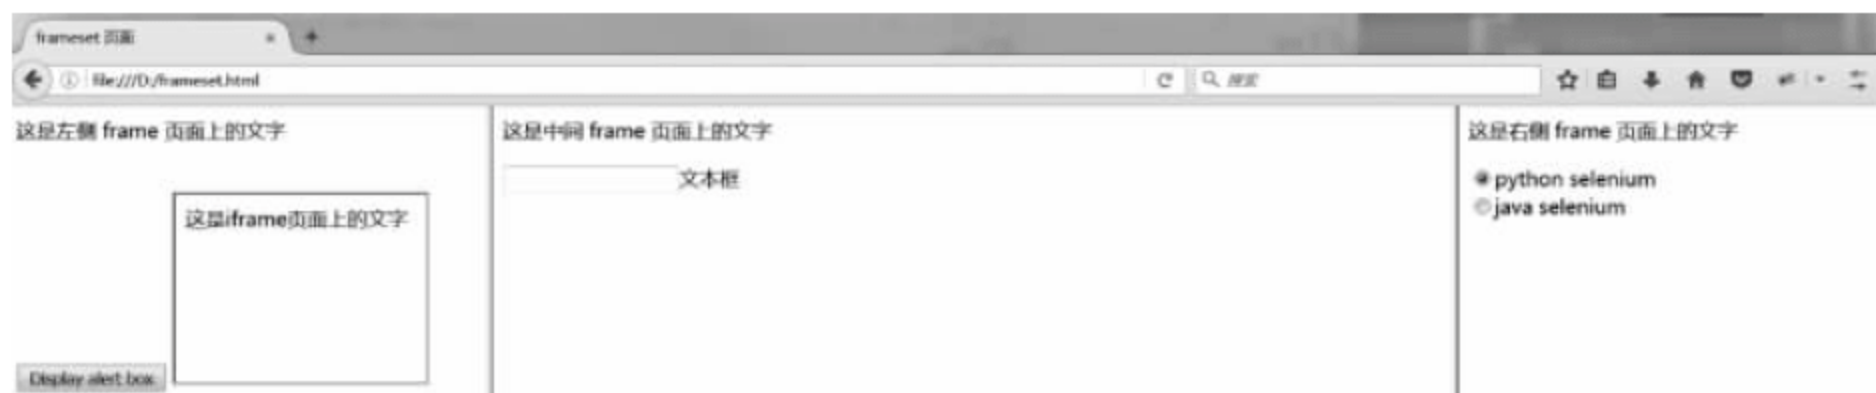 frameset 页面
file:///D:/frameset.html
搜索
这是左侧 frame 页面上的文字
这是iframe页面上的文字
Display alert box
这是中间 frame 页面上的文字
文本框
这是右侧 frame 页面上的文字
python selenium
java selenium